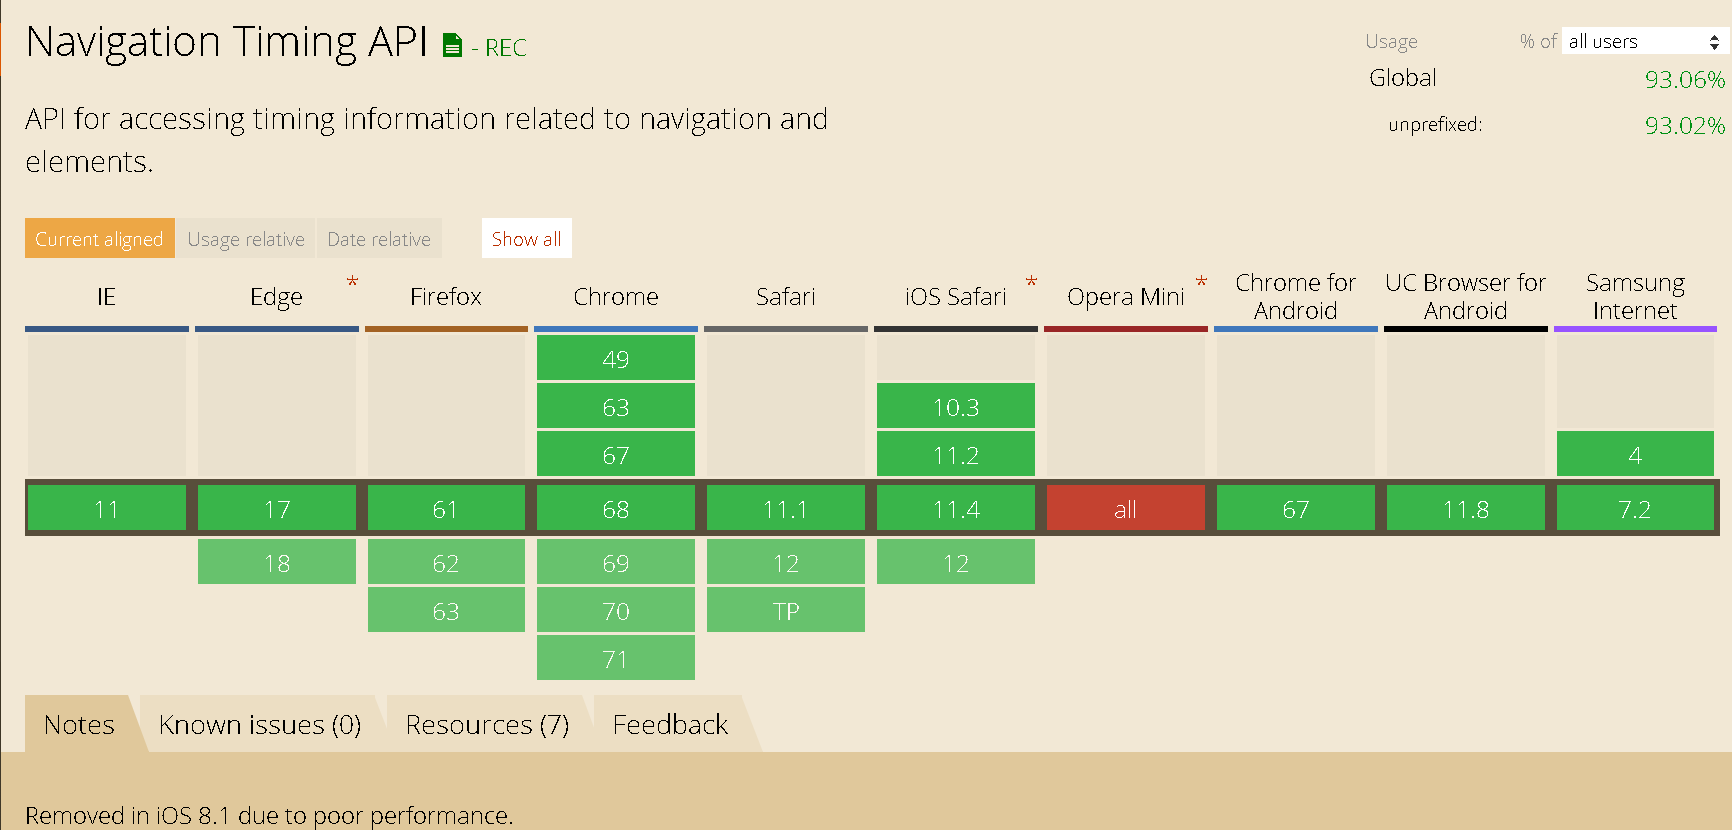 Navigation Timing API - REC
Usage % of all users
Global 93.06%
unprefixed: 93.02%
API for accessing timing information related to navigation and
elements.
Current aligned Usage relative Date relative Show all
IE Edge * Firefox Chrome Safari iOS Safari * Opera Mini * Chrome for Android UC Browser for Android Samsung Internet
49
63 10.3
67 11.2 4
11 17 61 68 11.1 11.4 all 67 11.8 7.2
18 62 69 12 12
63 70 TP
71
Notes Known issues (0) Resources (7) Feedback
Removed in iOS 8.1 due to poor performance.